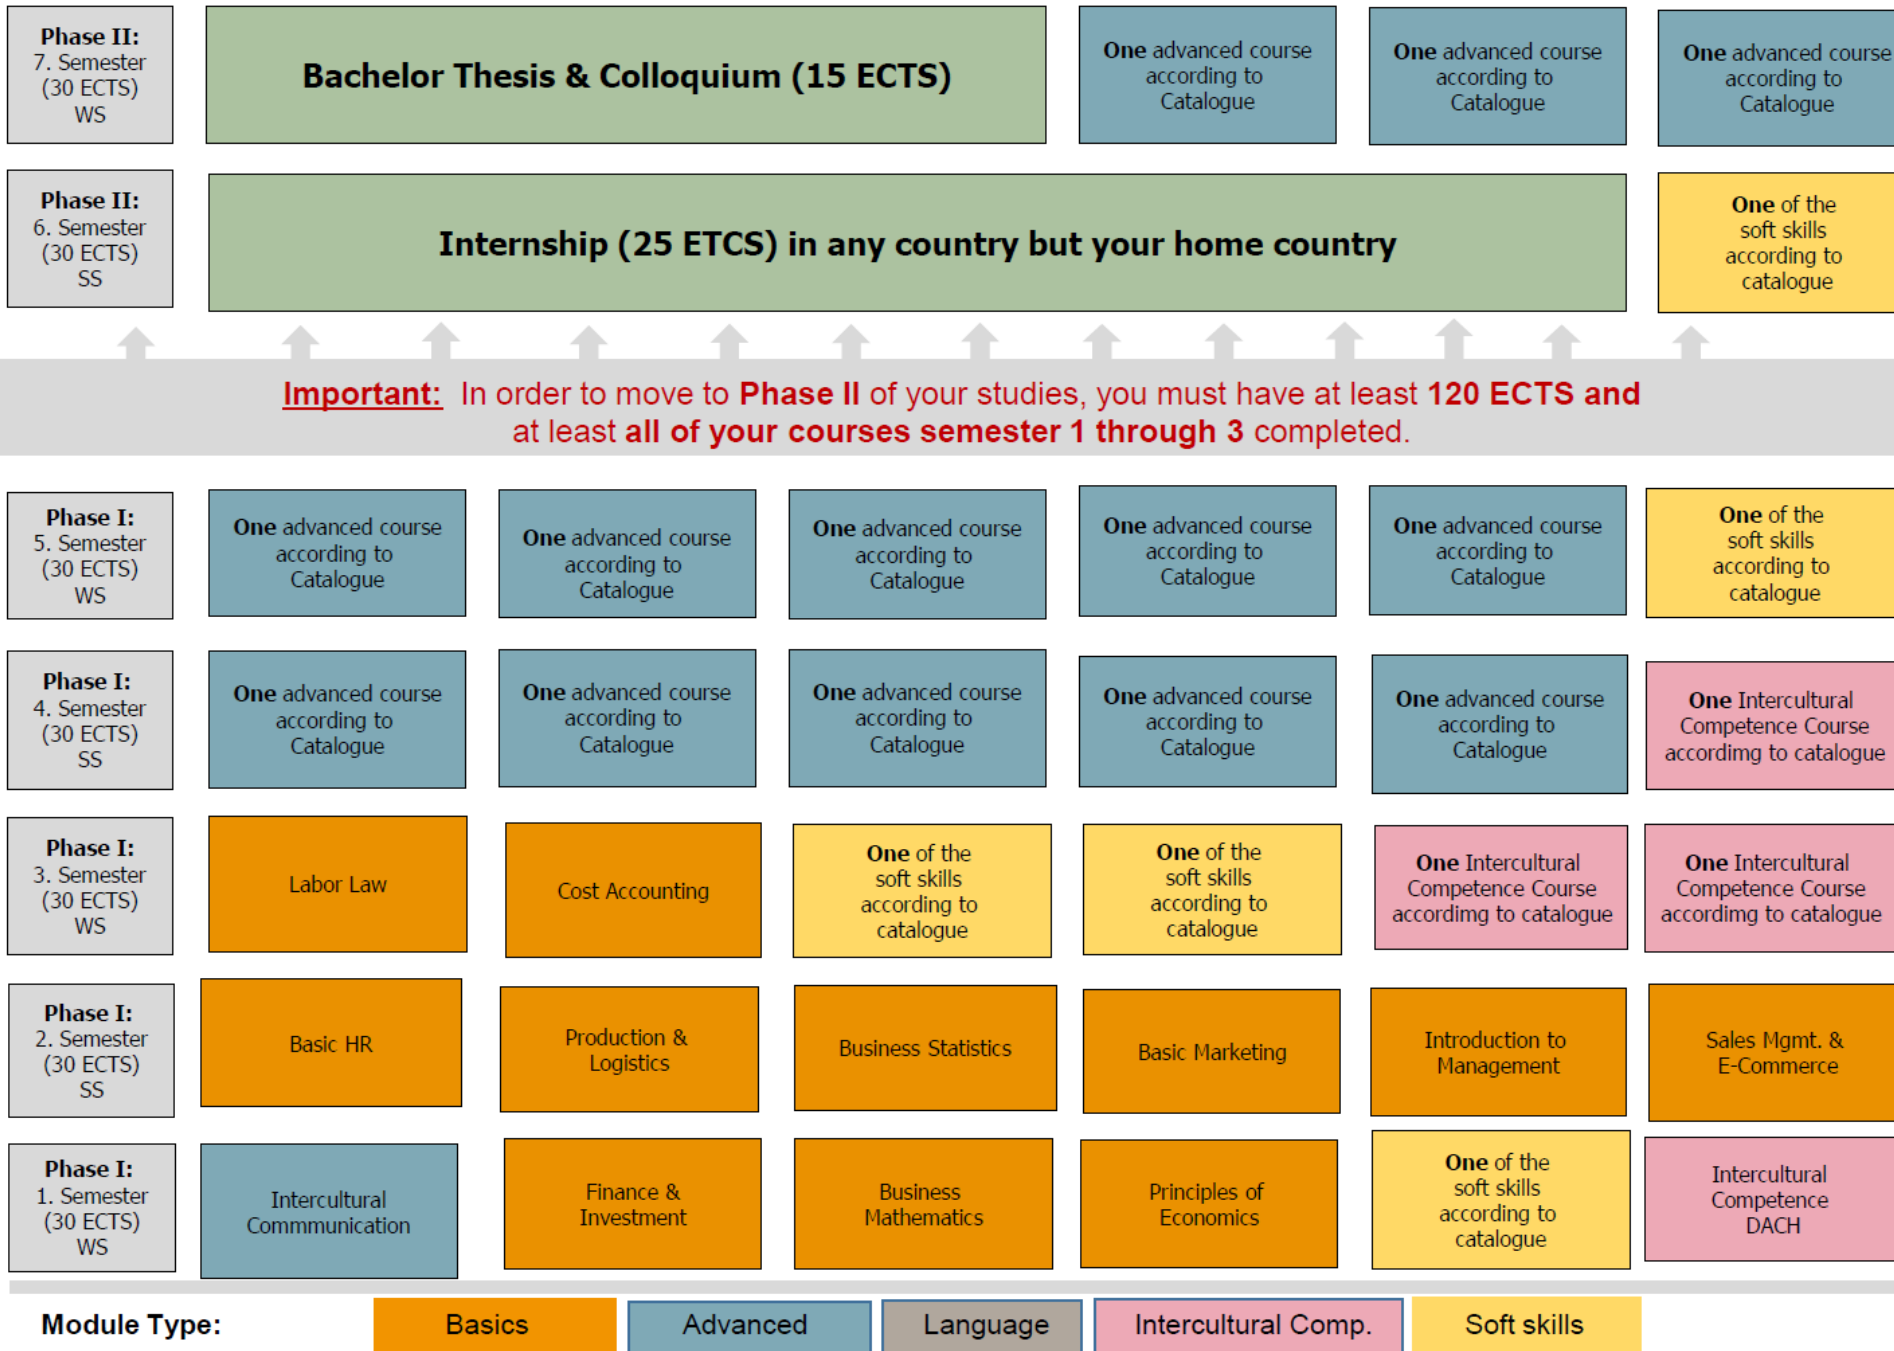 Phase II:
7. Semester
(30 ECTS)
WS
Bachelor Thesis & Colloquium (15 ECTS)
One advanced course
according to
Catalogue
One advanced course
according to
Catalogue
One advanced course
according to
Catalogue
Phase II:
6. Semester
(30 ECTS)
SS
Internship (25 ETCS) in any country but your home country
One of the
soft skills
according to
catalogue
Important: In order to move to Phase II of your studies, you must have at least 120 ECTS and
at least all of your courses semester 1 through 3 completed.
Phase I:
5. Semester
(30 ECTS)
WS
One advanced course
according to
Catalogue
One advanced course
according to
Catalogue
One advanced course
according to
Catalogue
One advanced course
according to
Catalogue
One advanced course
according to
Catalogue
One of the
soft skills
according to
catalogue
Phase I:
4. Semester
(30 ECTS)
SS
One advanced course
according to
Catalogue
One advanced course
according to
Catalogue
One advanced course
according to
Catalogue
One advanced course
according to
Catalogue
One advanced course
according to
Catalogue
One Intercultural
Competence Course
accordimg to catalogue
Phase I:
3. Semester
(30 ECTS)
WS
Labor Law
Cost Accounting
One of the
soft skills
according to
catalogue
One of the
soft skills
according to
catalogue
One Intercultural
Competence Course
accordimg to catalogue
One Intercultural
Competence Course
accordimg to catalogue
Phase I:
2. Semester
(30 ECTS)
SS
Basic HR
Production &
Logistics
Business Statistics
Basic Marketing
Introduction to
Management
Sales Mgmt. &
E-Commerce
Phase I:
1. Semester
(30 ECTS)
WS
Intercultural
Commmunication
Finance &
Investment
Business
Mathematics
Principles of
Economics
One of the
soft skills
according to
catalogue
Intercultural
Competence
DACH
Module Type:
Basics
Advanced
Language
Intercultural Comp.
Soft skills